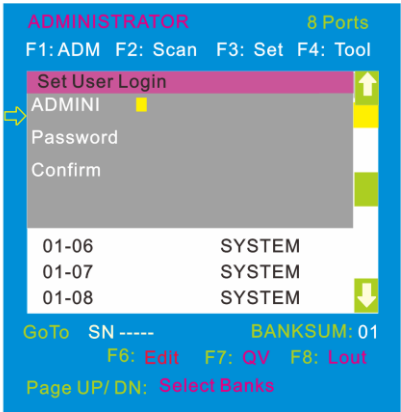 ADMINISTRATOR 8 Ports
F1: ADM F2: Scan F3: Set F4: Tool
Set User Login
ADMINI
Password
Confirm
01-06 SYSTEM
01-07 SYSTEM
01-08 SYSTEM
GoTo SN ----- BANKSUM: 01
F6: Edit F7: QV F8: Lout
Page UP/ DN: Select Banks